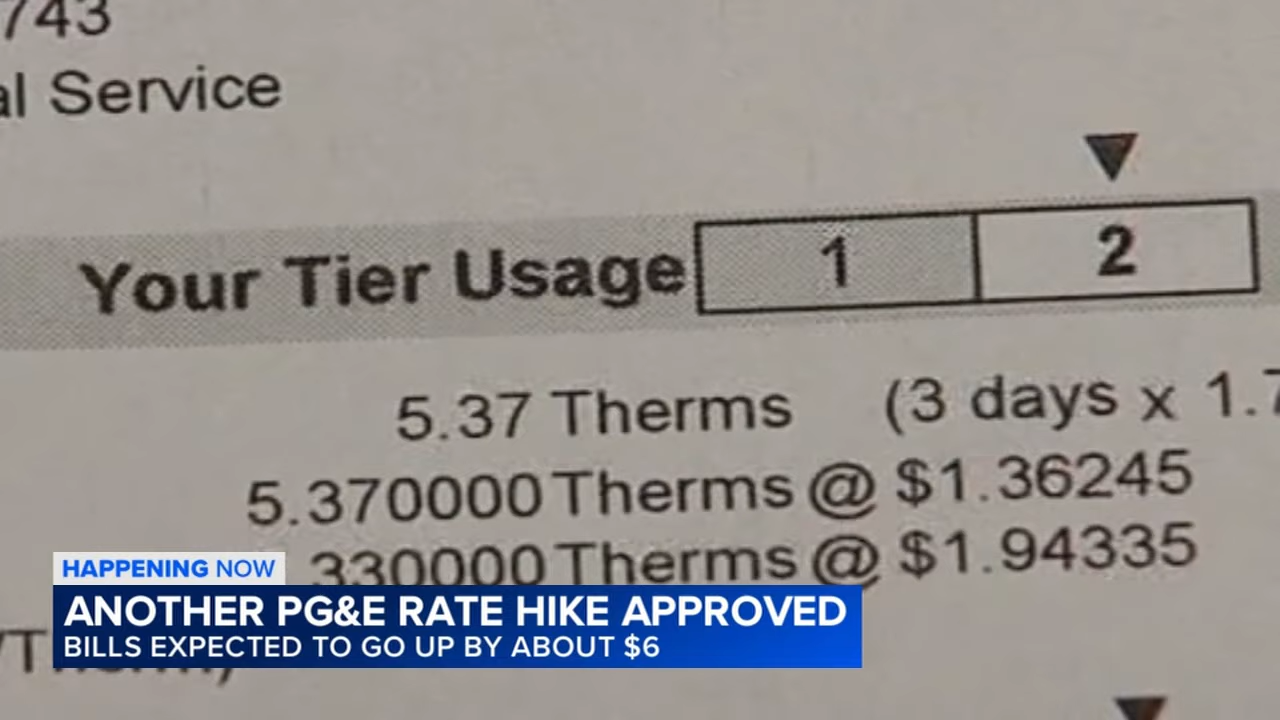 743
al Service
Your Tier Usage 1 2
5.37 Therms (3 days x 1.7
5.370000 Therms @ $1.36245
330000 Therms @ $1.94335
HAPPENING NOW
ANOTHER PG&E RATE HIKE APPROVED
BILLS EXPECTED TO GO UP BY ABOUT $6